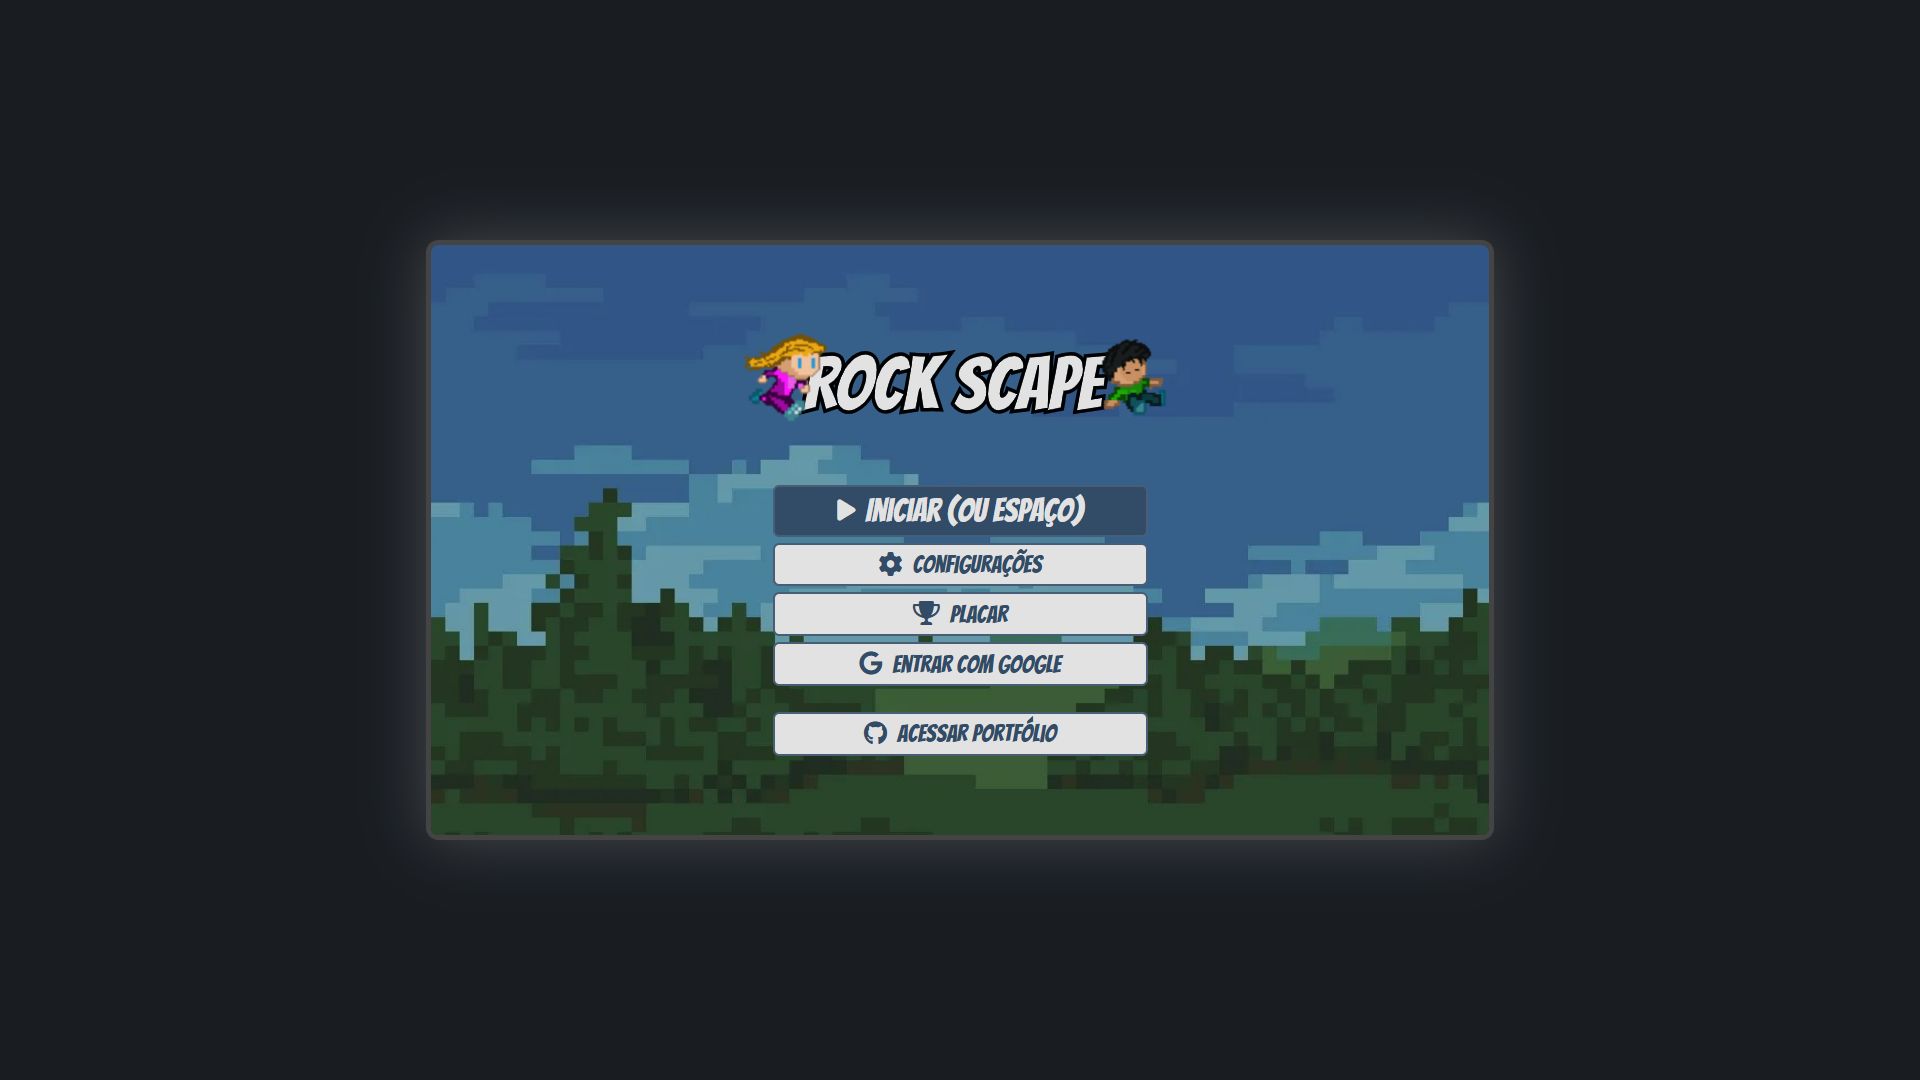 ROCK SCAPE
INICIAR (OU ESPAÇO)
CONFIGURAÇÕES
PLACAR
ENTRAR COM GOOGLE
ACESSAR PORTFÓLIO